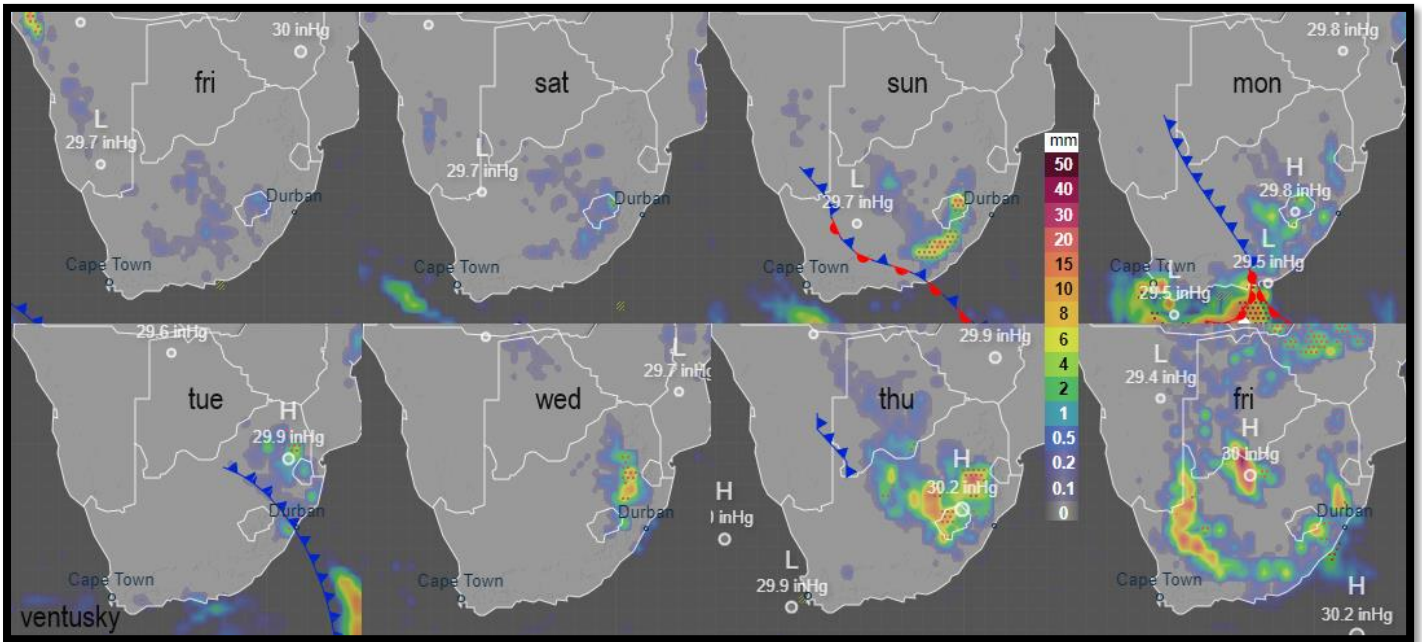 30 inHg
fri
L
29.7 inHg
Durban
Cape Town
sat
L
29.7 inHg
Durban
Cape Town
sun
L
29.7 inHg
Durban
Cape Town
mm
50
40
30
20
15
10
8
6
4
2
1
0.5
0.2
0.1
0
29.8 inHg
mon
H
29.8 inHg
L
29.5 inHg
Cape Town
L
29.5 inHg
29.6 inHg
tue
H
29.9 inHg
Durban
Cape Town
ventusky
L
29.7 inHg
wed
Durban
Cape Town
H
inHg
29.9 inHg
thu
H
30.2 inHg
Durban
L
29.9 inHg
L
29.4 inHg
fri
H
30 inHg
Durban
Cape Town
H
30.2 inHg